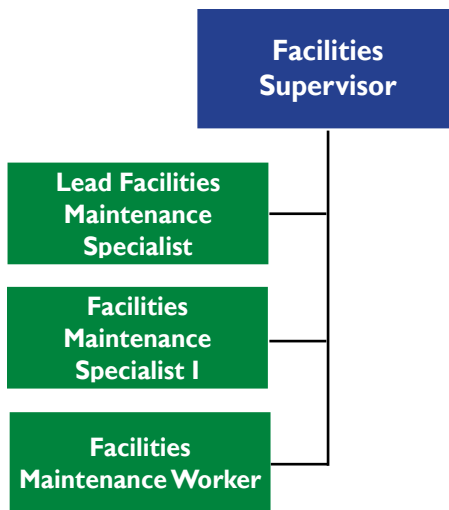 Facilities
Supervisor
Lead Facilities
Maintenance
Specialist
Facilities
Maintenance
Specialist I
Facilities
Maintenance Worker